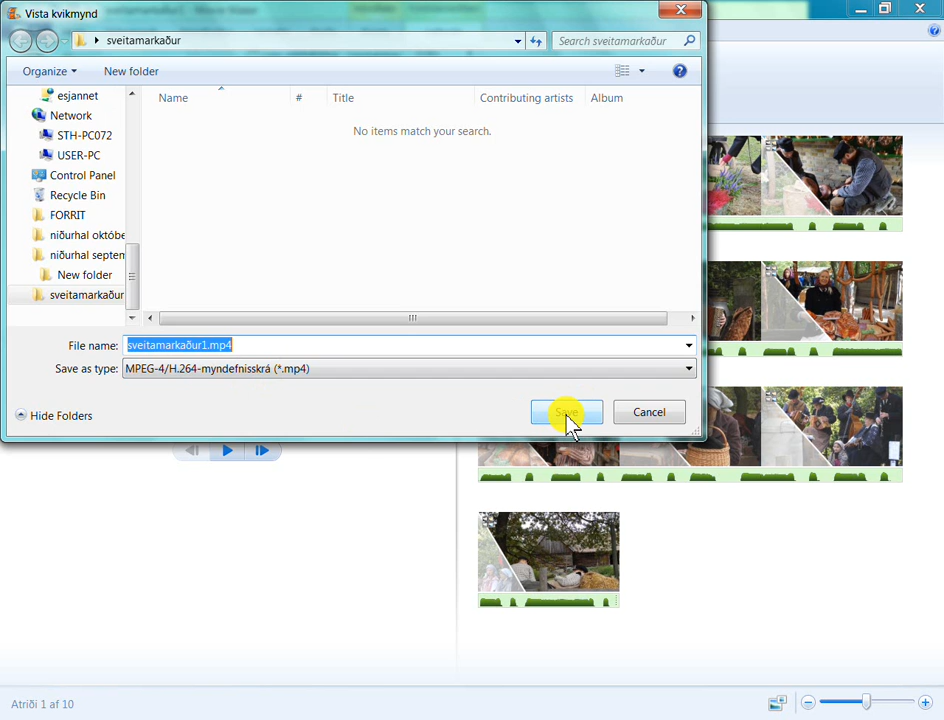 Vista kvikmynd
sveitamarkaður
Search sveitamarkaður
Organize
New folder
Name
#
Title
Contributing artists
Album
No items match your search.
esjannet
Network
STH-PC072
USER-PC
Control Panel
Recycle Bin
FORRIT
niðurhal októbe
niðurhal septem
New folder
sveitamarkaður
File name:
sveitamarkaður1.mp4
Save as type:
MPEG-4/H.264-myndefnisskrá (*.mp4)
Hide Folders
Save
Cancel
Atriði 1 af 10